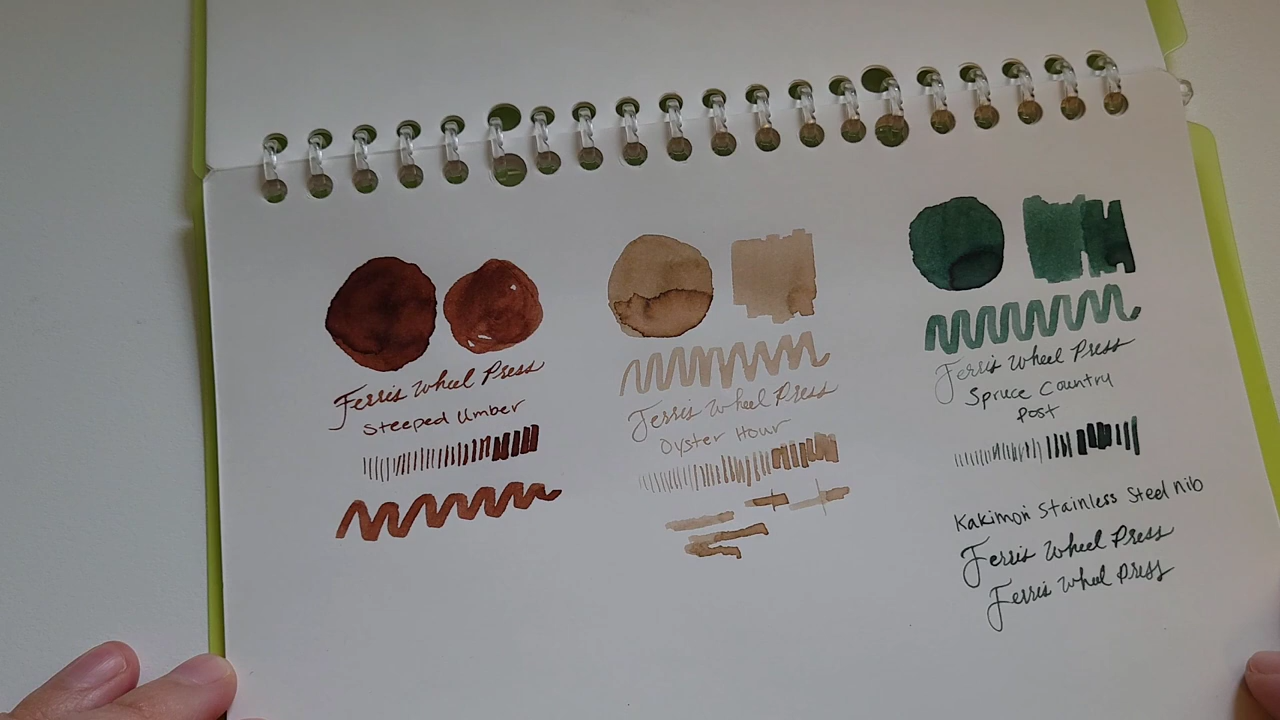 Ferris Wheel Press
Steeped Umber
Ferris Wheel Press
Oyster Hour
Ferris Wheel Press
Spruce Country
Post
Kakimori Stainless Steel Nib
Ferris Wheel Press
Ferris Wheel Press